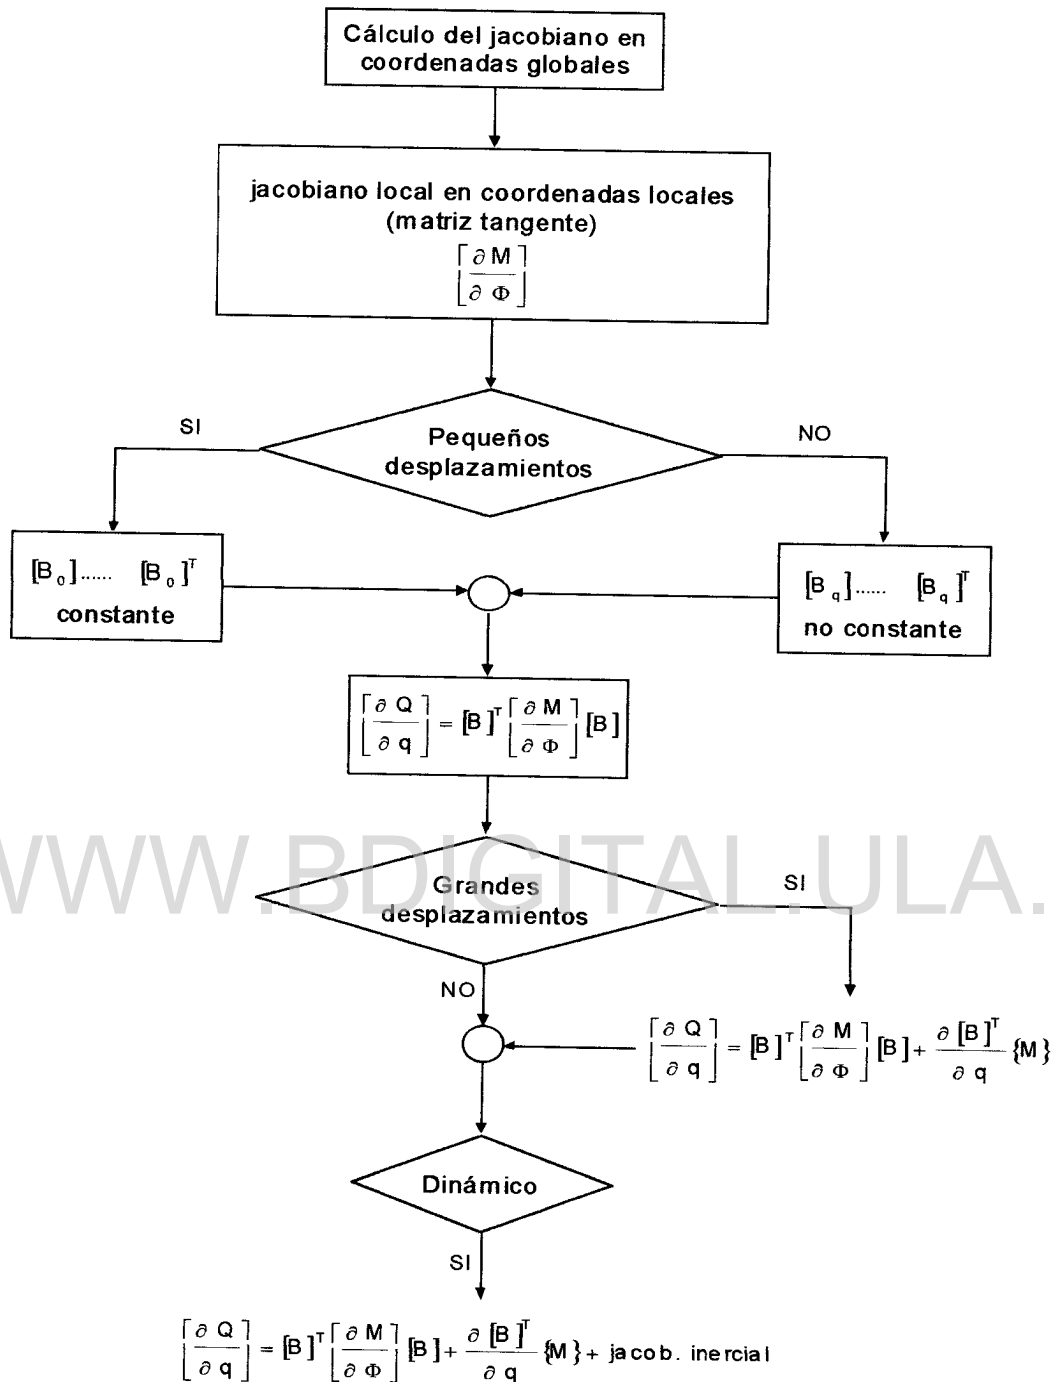 Cálculo del jacobiano en
coordenadas globales
jacobiano local en coordenadas locales
(matriz tangente)
[∂ M / ∂ Φ]
SI
Pequeños
desplazamientos
NO
[B₀]...... [B₀]ᵀ
constante
[B_q]...... [B_q]ᵀ
no constante
[∂ Q / ∂ q] = [B]ᵀ [∂ M / ∂ Φ] [B]
WWW.BDIGITAL.ULA.
Grandes
desplazamientos
SI
NO
[∂ Q / ∂ q] = [B]ᵀ [∂ M / ∂ Φ] [B] + ∂ [B]ᵀ / ∂ q {M}
Dinámico
SI
[∂ Q / ∂ q] = [B]ᵀ [∂ M / ∂ Φ] [B] + ∂ [B]ᵀ / ∂ q {M} + jacob. inercial